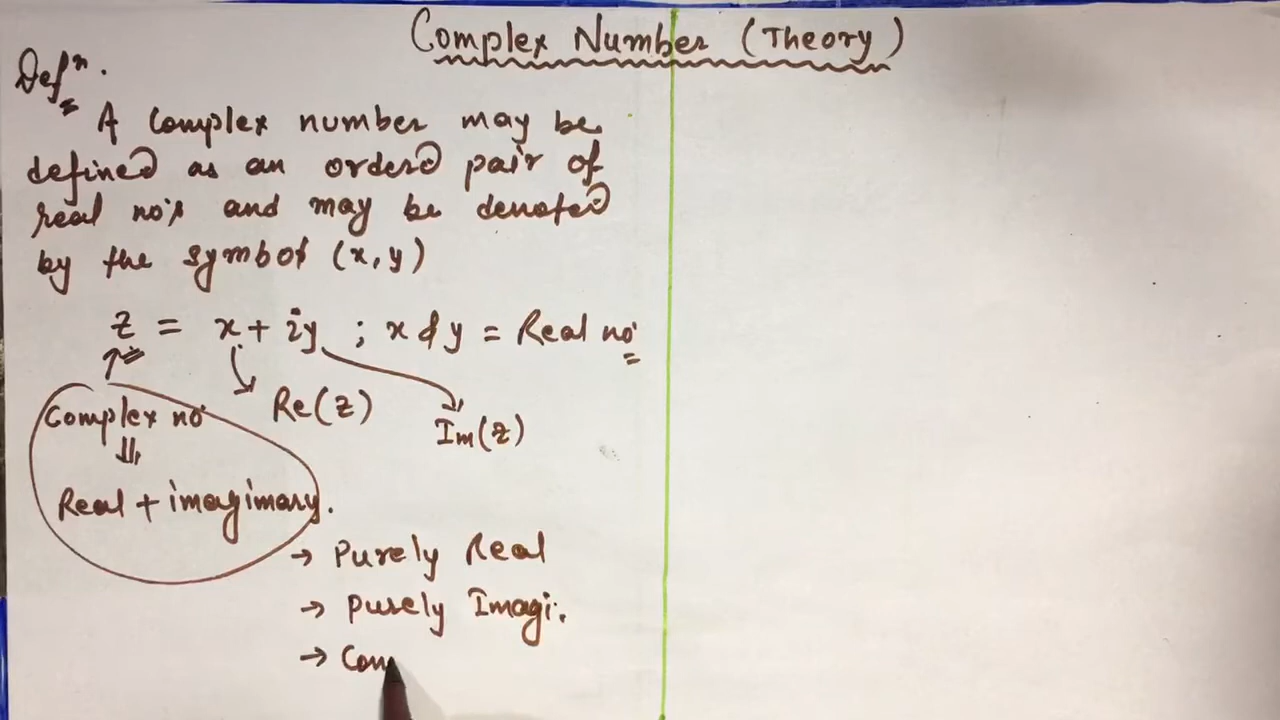 Complex Number (Theory)
Defⁿ.
A complex number may be
defined as an ordered pair of
real no's and may be denoted
by the symbol (x,y)
z = x + iy ; x & y = Real no
Re(z)
Im(z)
Complex no
⇓
Real + imagimary.
→ Purely Real
→ Purely Imagi.
→ Com